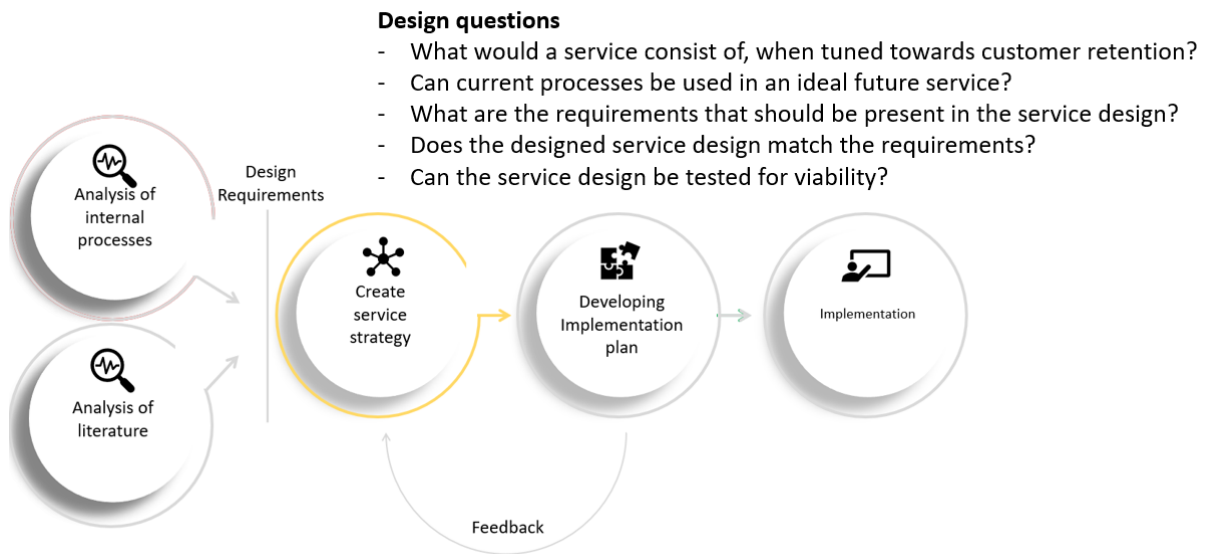 Design questions
- What would a service consist of, when tuned towards customer retention?
- Can current processes be used in an ideal future service?
- What are the requirements that should be present in the service design?
- Does the designed service design match the requirements?
- Can the service design be tested for viability?
Analysis of
internal
processes
Design
Requirements
Analysis of
literature
Create
service
strategy
Developing
Implementation
plan
Implementation
Feedback